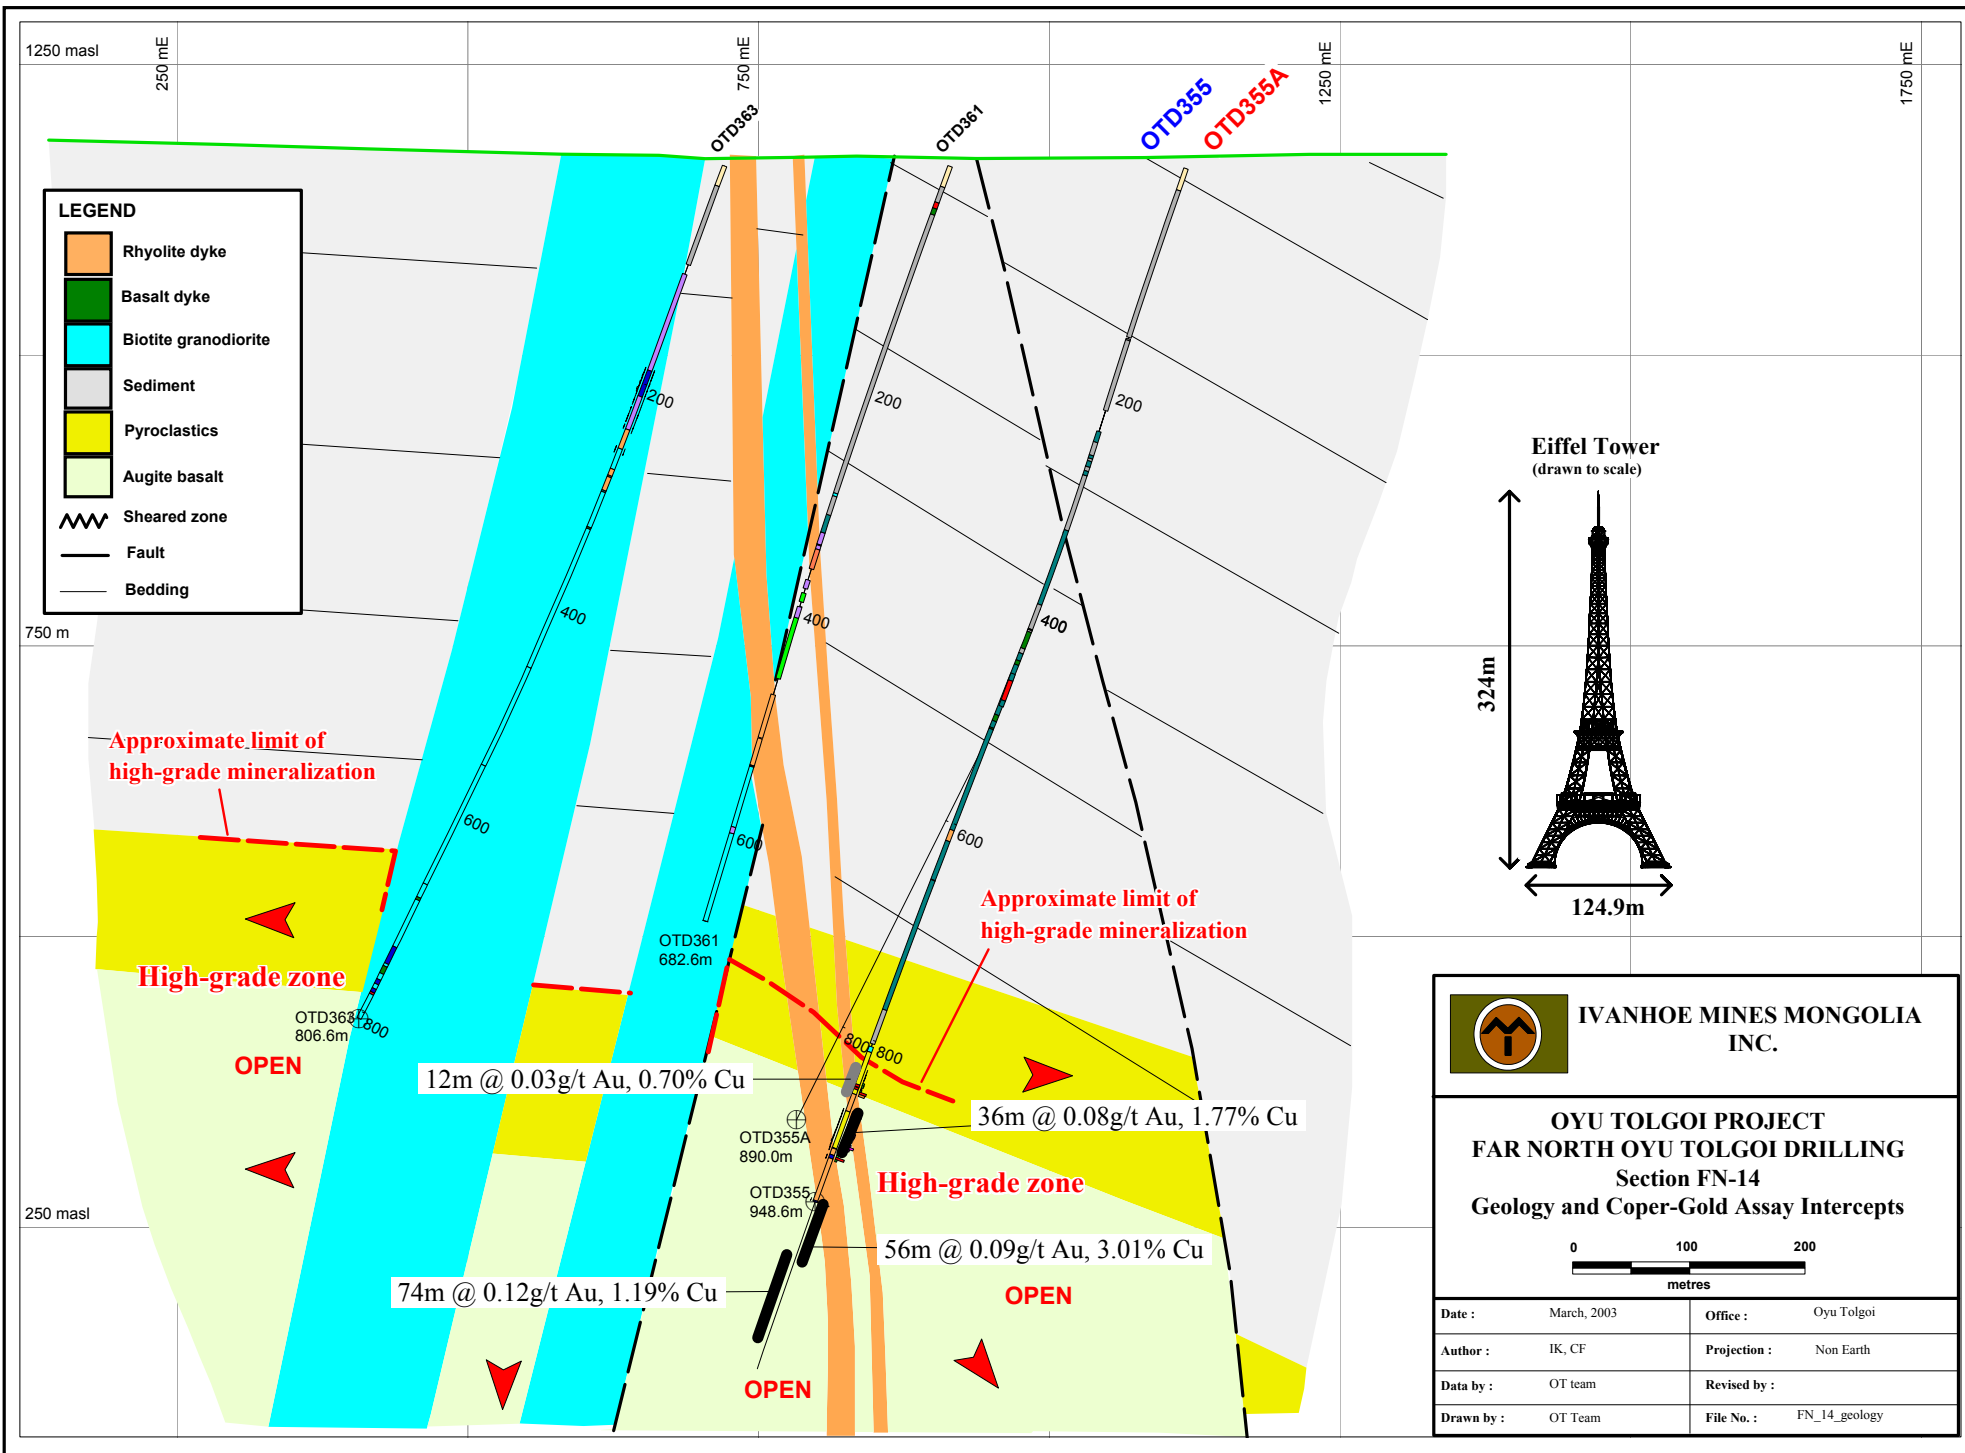 1250 masl
250 mE
750 mE
1250 mE
1750 mE
OTD363
OTD361
OTD355
OTD355A
LEGEND
Rhyolite dyke
Basalt dyke
Biotite granodiorite
Sediment
Pyroclastics
Augite basalt
Sheared zone
Fault
Bedding
200
200
200
400
400
400
600
600
600
800
800
800
750 m
250 masl
Approximate limit of
high-grade mineralization
High-grade zone
OTD363
806.6m
OPEN
OTD361
682.6m
Approximate limit of
high-grade mineralization
12m @ 0.03g/t Au, 0.70% Cu
36m @ 0.08g/t Au, 1.77% Cu
OTD355A
890.0m
High-grade zone
OTD355
948.6m
56m @ 0.09g/t Au, 3.01% Cu
74m @ 0.12g/t Au, 1.19% Cu
OPEN
OPEN
Eiffel Tower
(drawn to scale)
324m
124.9m
IVANHOE MINES MONGOLIA
INC.
OYU TOLGOI PROJECT
FAR NORTH OYU TOLGOI DRILLING
Section FN-14
Geology and Coper-Gold Assay Intercepts
0 100 200
metres
Date : March, 2003 Office : Oyu Tolgoi
Author : IK, CF Projection : Non Earth
Data by : OT team Revised by :
Drawn by : OT Team File No. : FN_14_geology